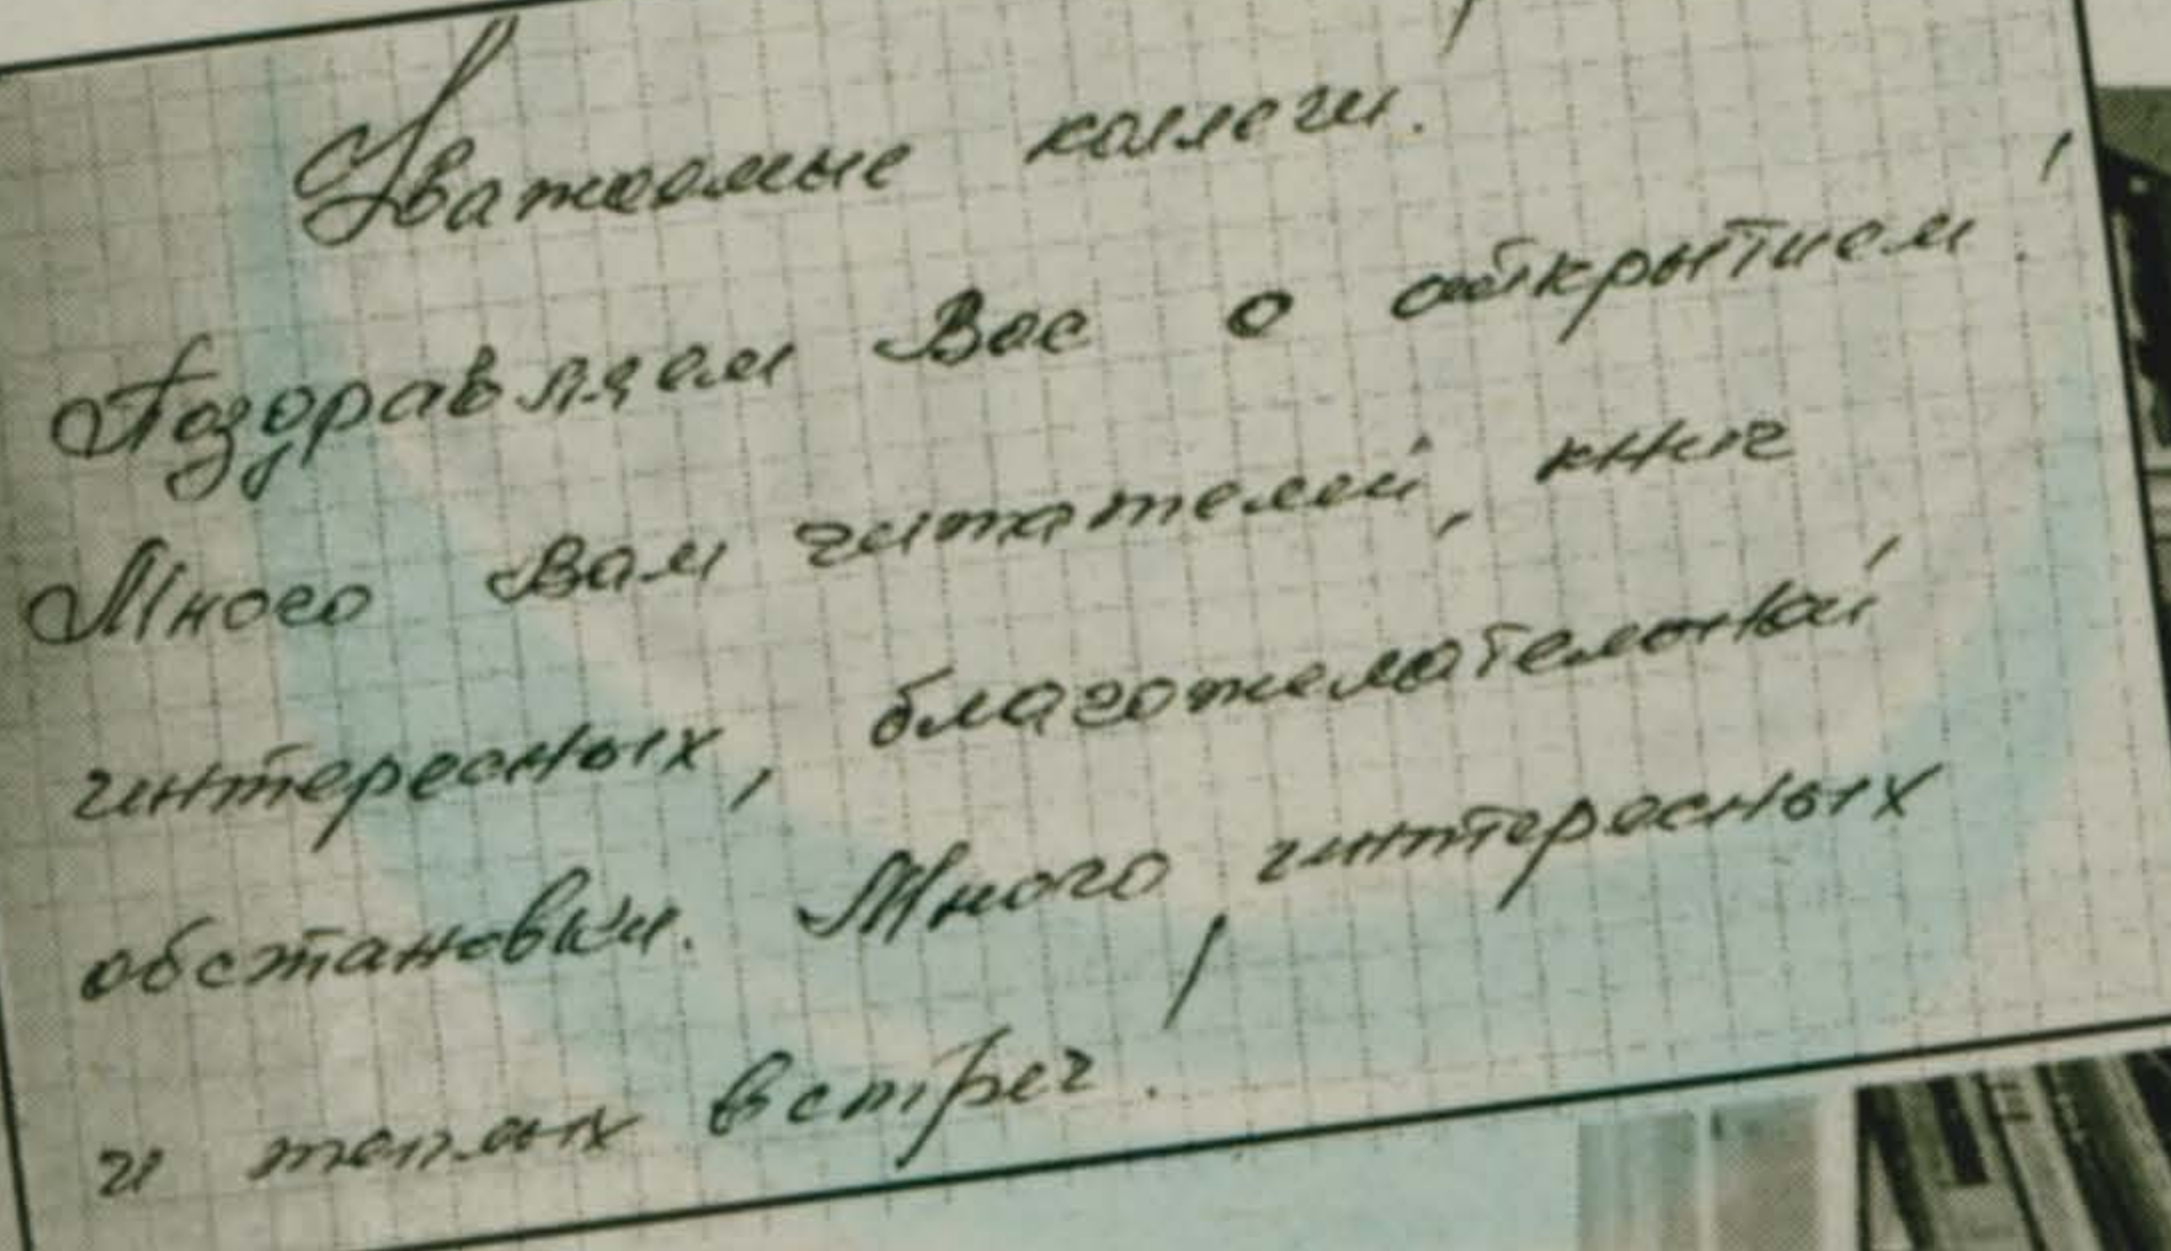 Уважаемые коллеги!
Поздравляем Вас с открытием!
Много Вам читателей, книг
интересных, благожелательной
обстановки. Много интересных
и теплых встреч!